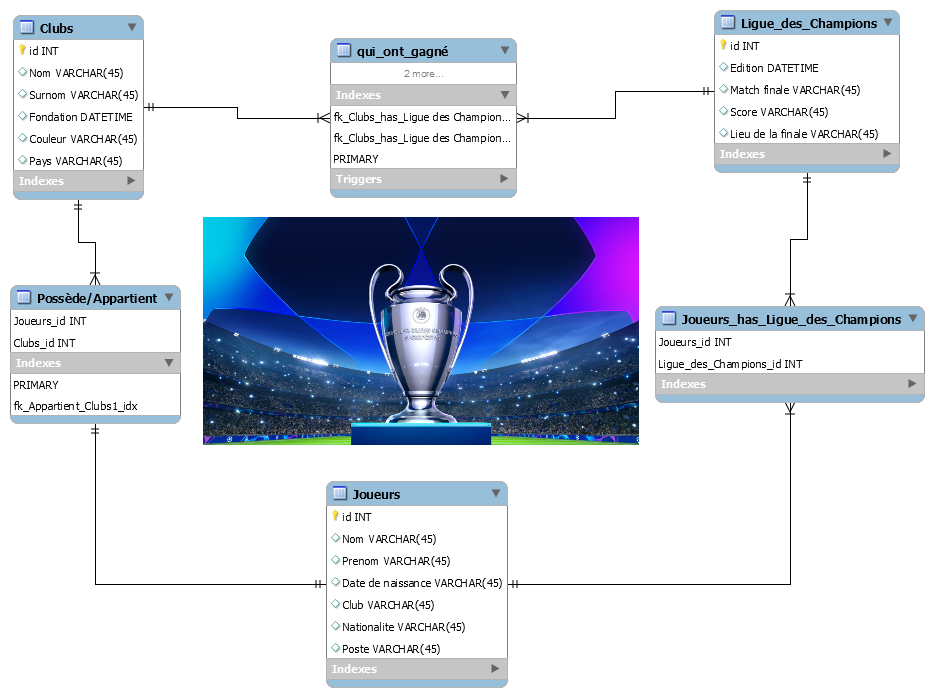 Clubs
id INT
Nom VARCHAR(45)
Surnom VARCHAR(45)
Fondation DATETIME
Couleur VARCHAR(45)
Pays VARCHAR(45)
Indexes
qui_ont_gagné
2 more...
Indexes
fk_Clubs_has_Ligue des Champion...
fk_Clubs_has_Ligue des Champion...
PRIMARY
Triggers
Ligue_des_Champions
id INT
Edition DATETIME
Match finale VARCHAR(45)
Score VARCHAR(45)
Lieu de la finale VARCHAR(45)
Indexes
Possède/Appartient
Joueurs_id INT
Clubs_id INT
Indexes
PRIMARY
fk_Appartient_Clubs1_idx
Joueurs_has_Ligue_des_Champions
Joueurs_id INT
Ligue_des_Champions_id INT
Indexes
Joueurs
id INT
Nom VARCHAR(45)
Prenom VARCHAR(45)
Date de naissance VARCHAR(45)
Club VARCHAR(45)
Nationalite VARCHAR(45)
Poste VARCHAR(45)
Indexes